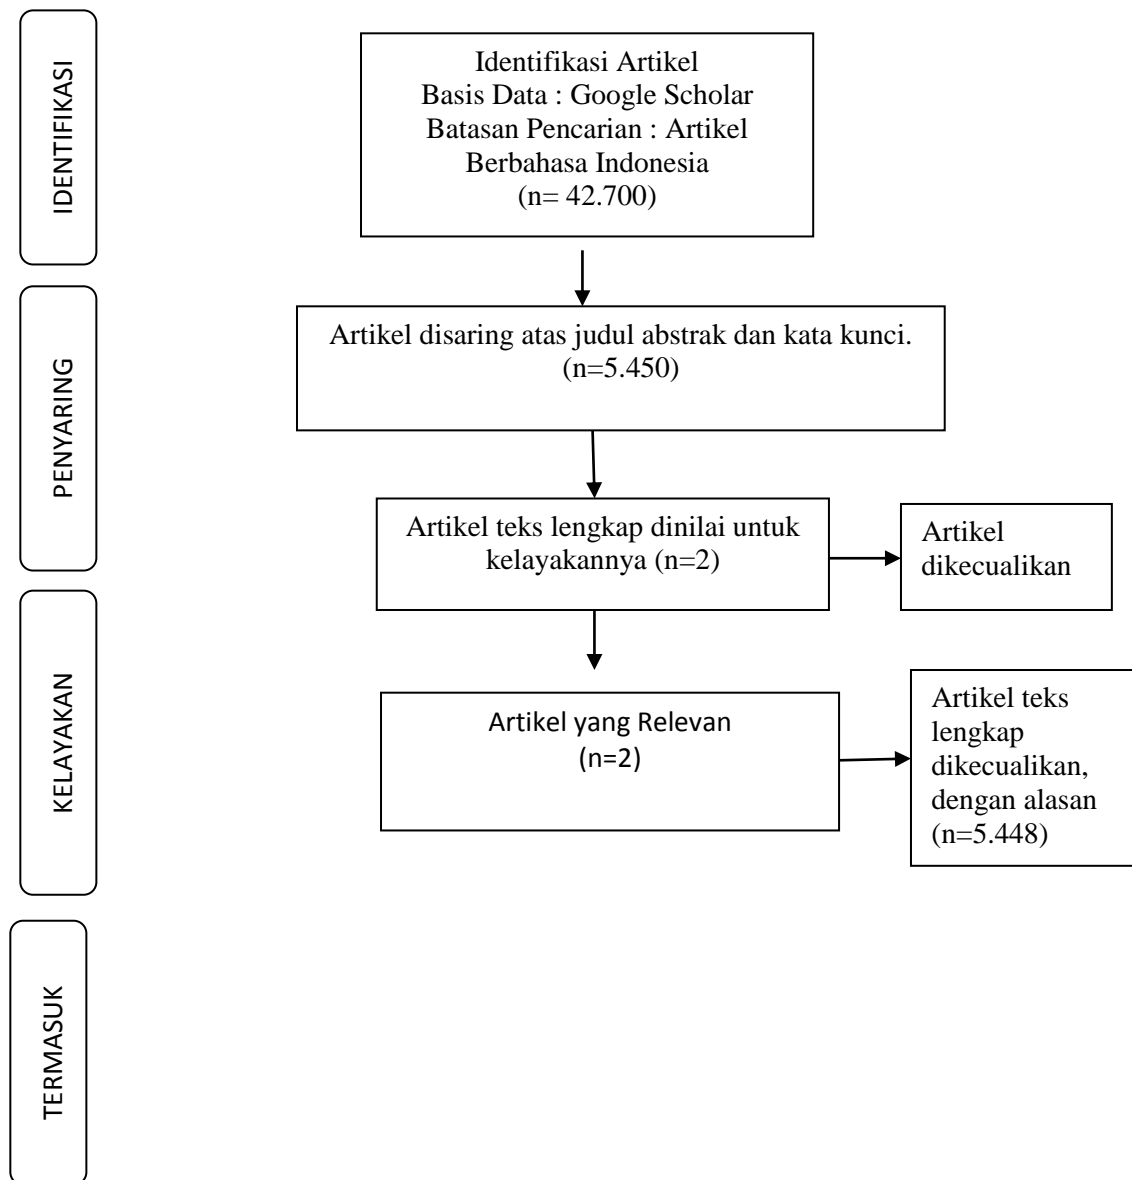 IDENTIFIKASI
Identifikasi Artikel
Basis Data : Google Scholar
Batasan Pencarian : Artikel
Berbahasa Indonesia
(n= 42.700)
PENYARING
Artikel disaring atas judul abstrak dan kata kunci.
(n=5.450)
Artikel teks lengkap dinilai untuk
kelayakannya (n=2)
Artikel
dikecualikan
KELAYAKAN
Artikel yang Relevan
(n=2)
Artikel teks
lengkap
dikecualikan,
dengan alasan
(n=5.448)
TERMASUK